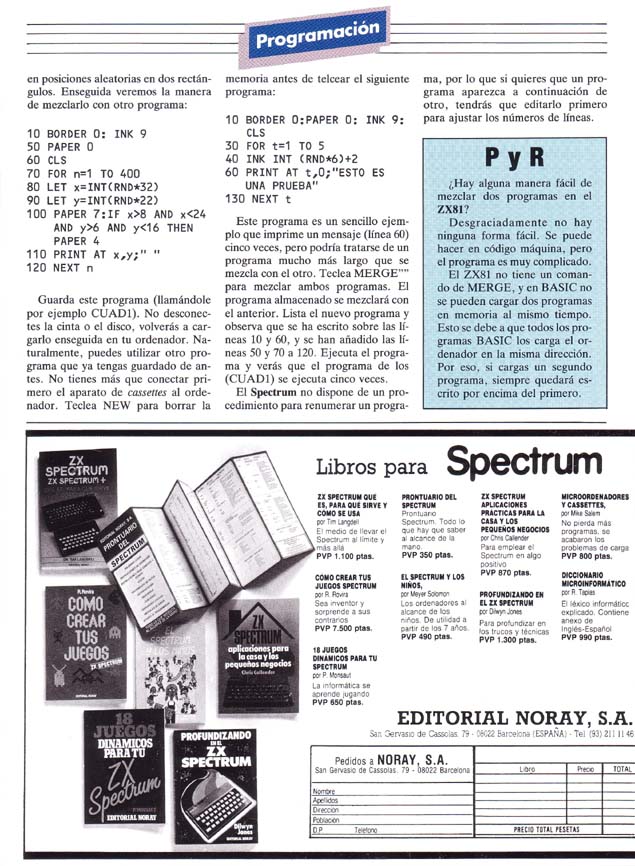 Programación
en posiciones aleatorias en dos rectán-
gulos. Enseguida veremos la manera
de mezclarlo con otro programa:
10 BORDER 0: INK 9
50 PAPER 0
60 CLS
70 FOR n=1 TO 400
80 LET x=INT(RND*32)
90 LET y=INT(RND*22)
100 PAPER 7:IF x>8 AND x<24
AND y>6 AND y<16 THEN
PAPER 4
110 PRINT AT x,y;" "
120 NEXT n
Guarda este programa (llamándole
por ejemplo CUAD1). No desconec-
tes la cinta o el disco, volverás a car-
garlo enseguida en tu ordenador. Na-
turalmente, puedes utilizar otro pro-
grama que ya tengas guardado de an-
tes. No tienes más que conectar pri-
mero el aparato de cassettes al orde-
nador. Teclea NEW para borrar la
memoria antes de telcear el siguiente
programa:
10 BORDER 0:PAPER 0: INK 9:
CLS
30 FOR t=1 TO 5
40 INK INT (RND*6)+2
60 PRINT AT t,0;"ESTO ES
UNA PRUEBA"
130 NEXT t
Este programa es un sencillo ejem-
plo que imprime un mensaje (línea 60)
cinco veces, pero podría tratarse de un
programa mucho más largo que se
mezcla con el otro. Teclea MERGE""
para mezclar ambos programas. El
programa almacenado se mezclará con
el anterior. Lista el nuevo programa y
observa que se ha escrito sobre las lí-
neas 10 y 60, y se han añadido las lí-
neas 50 y 70 a 120. Ejecuta el progra-
ma y verás que el programa de los
(CUAD1) se ejecuta cinco veces.
El Spectrum no dispone de un pro-
cedimiento para renumerar un progra-
ma, por lo que si quieres que un pro-
grama aparezca a continuación de
otro, tendrás que editarlo primero
para ajustar los números de líneas.
P y R
¿Hay alguna manera fácil de
mezclar dos programas en el
ZX81?
Desgraciadamente no hay
ninguna forma fácil. Se puede
hacer en código máquina, pero
el programa es muy complicado.
El ZX81 no tiene un coman-
do de MERGE, y en BASIC no
se pueden cargar dos programas
en memoria al mismo tiempo.
Esto se debe a que todos los pro-
gramas BASIC los carga el or-
denador en la misma dirección.
Por eso, si cargas un segundo
programa, siempre quedará es-
crito por encima del primero.
ZX
SPECTRUM
ZX SPECTRUM +
EDITORIAL NORAY S.A.
PRONTUARIO
DEL
SPECTRUM
R. Rovira
COMO
CREAR
TUS
JUEGOS
ZX SPECTRUM
SPECTRUM
Y LOS NIÑOS
ZX
SPECTRUM
aplicaciones para
la casa y los
pequeños negocios
Chris Callender
18
JUEGOS
DINAMICOS
PARA TU
ZX
Spectrum
EDITORIAL NORAY
PROFUNDIZANDO
EN EL
ZX
SPECTRUM
Dilwyn
Jones
Libros para Spectrum
ZX SPECTRUM QUE
ES, PARA QUE SIRVE Y
COMO SE USA
por Tim Langdell
El medio de llevar el
Spectrum al límite y
más allá
PVP 1.100 ptas.
COMO CREAR TUS
JUEGOS SPECTRUM
por R. Rovira
Sea inventor y
sorprende a sus
contrarios
PVP 7.500 ptas.
18 JUEGOS
DINAMICOS PARA TU
SPECTRUM
por P. Monsaut
La informática se
aprende jugando
PVP 650 ptas.
PRONTUARIO DEL
SPECTRUM
Prontuario
Spectrum. Todo lo
que hay que saber
al alcance de la
mano.
PVP 350 ptas.
EL SPECTRUM Y LOS
NIÑOS,
por Meyer Solomon
Los ordenadores al
alcance de los
niños. De utilidad a
partir de los 7 años.
PVP 490 ptas.
ZX SPECTRUM
APLICACIONES
PRACTICAS PARA LA
CASA Y LOS
PEQUEÑOS NEGOCIOS
por Chris Callender
Para emplear el
Spectrum en algo
positivo
PVP 870 ptas.
PROFUNDIZANDO EN
EL ZX SPECTRUM
por Dilwyn Jones
Para profundizar en
los trucos y técnicas
PVP 1.300 ptas.
MICROORDENADORES
Y CASSETTES,
por Mike Salem
No pierda más
programas, se
acabaron los
problemas de carga
PVP 800 ptas.
DICCIONARIO
MICROINFORMATICO
por R. Tapias
El léxico informátic
explicado. Contiene
anexo de
Inglés-Español
PVP 990 ptas.
EDITORIAL NORAY, S.A.
San Gervasio de Cassolas, 79 - 08022 Barcelona (ESPAÑA) - Tel (93) 211 11 46
Pedidos a NORAY, S.A.
San Gervasio de Cassolas, 79 - 08022 Barcelona
Nombre
Apellidos
Dirección
Población
D.P. Telefono
Libro Precio TOTAL
PRECIO TOTAL PESETAS